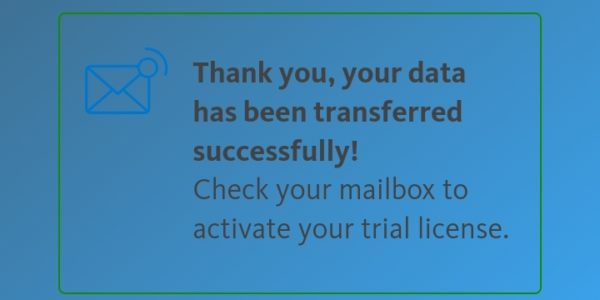 Thank you, your data
has been transferred
successfully!
Check your mailbox to
activate your trial license.